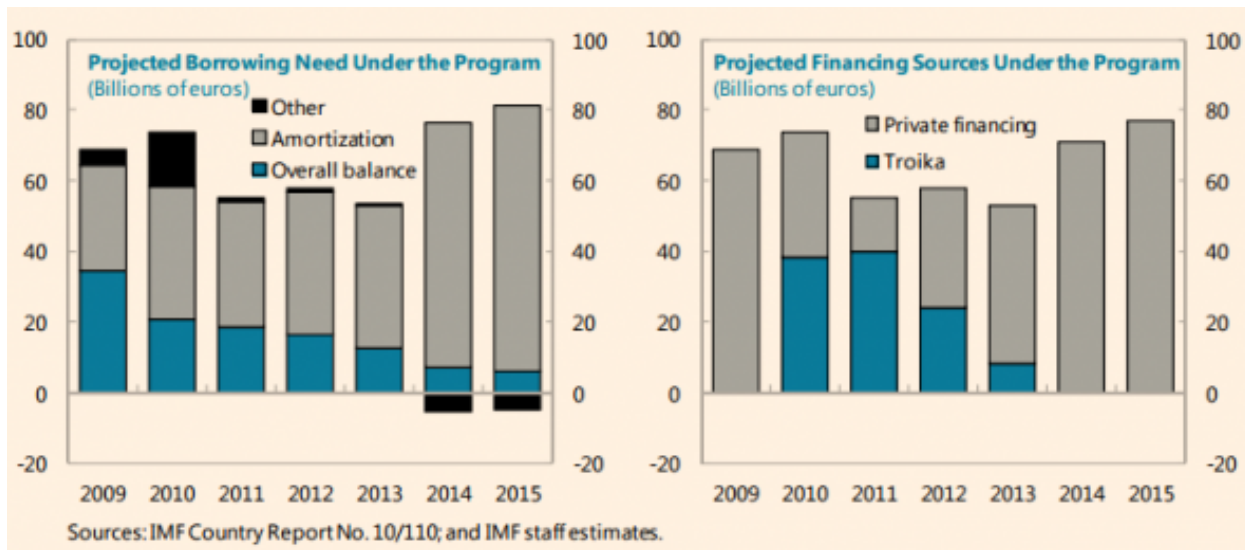 Projected Borrowing Need Under the Program
(Billions of euros)
Other
Amortization
Overall balance
100
80
60
40
20
0
-20
100
80
60
40
20
0
-20
2009 2010 2011 2012 2013 2014 2015
Projected Financing Sources Under the Program
(Billions of euros)
Private financing
Troika
100
80
60
40
20
0
-20
100
80
60
40
20
0
-20
2009 2010 2011 2012 2013 2014 2015
Sources: IMF Country Report No. 10/110; and IMF staff estimates.